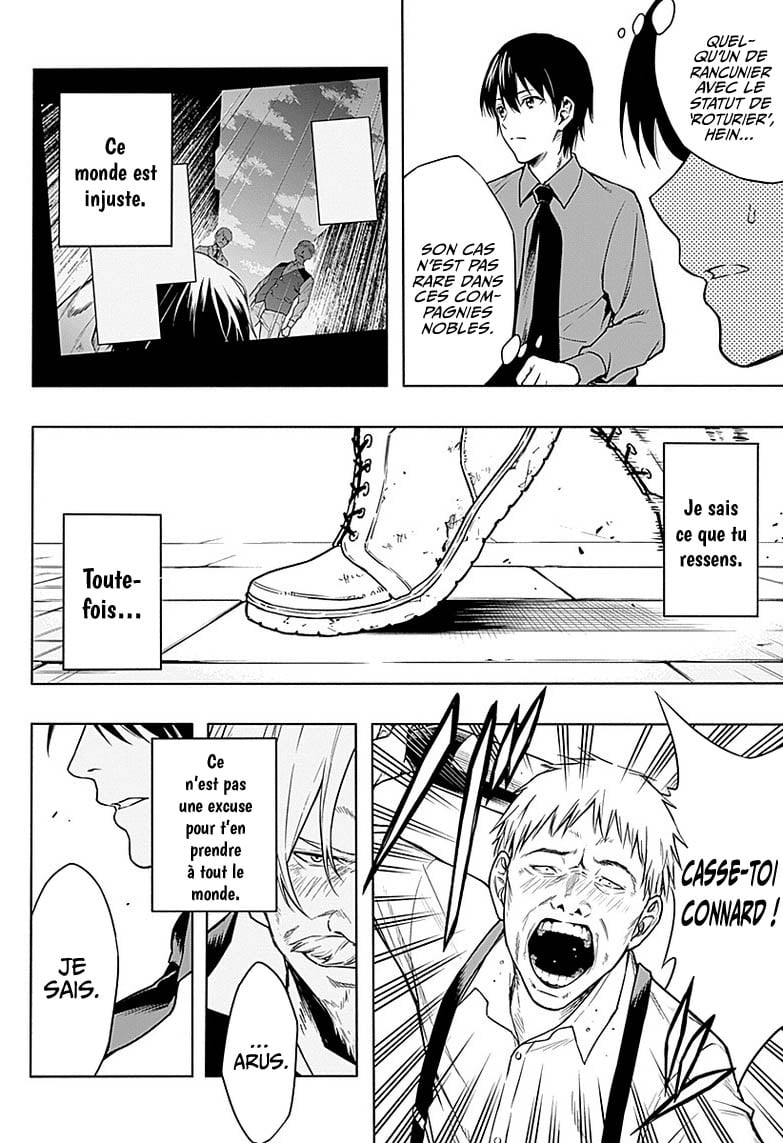 QUEL-
QU'UN DE
RANCUNIER
AVEC LE
STATUT DE
'ROTURIER',
HEIN...
SON CAS
N'EST PAS
RARE DANS
CES COM-
PAGNIES
NOBLES.
Ce
monde est
injuste.
Je sais
ce que tu
ressens.
Toute-
fois...
CASSE-TOI
CONNARD !
Ce
n'est pas
une excuse
pour t'en
prendre
à tout le
monde.
...
ARUS.
JE
SAIS.